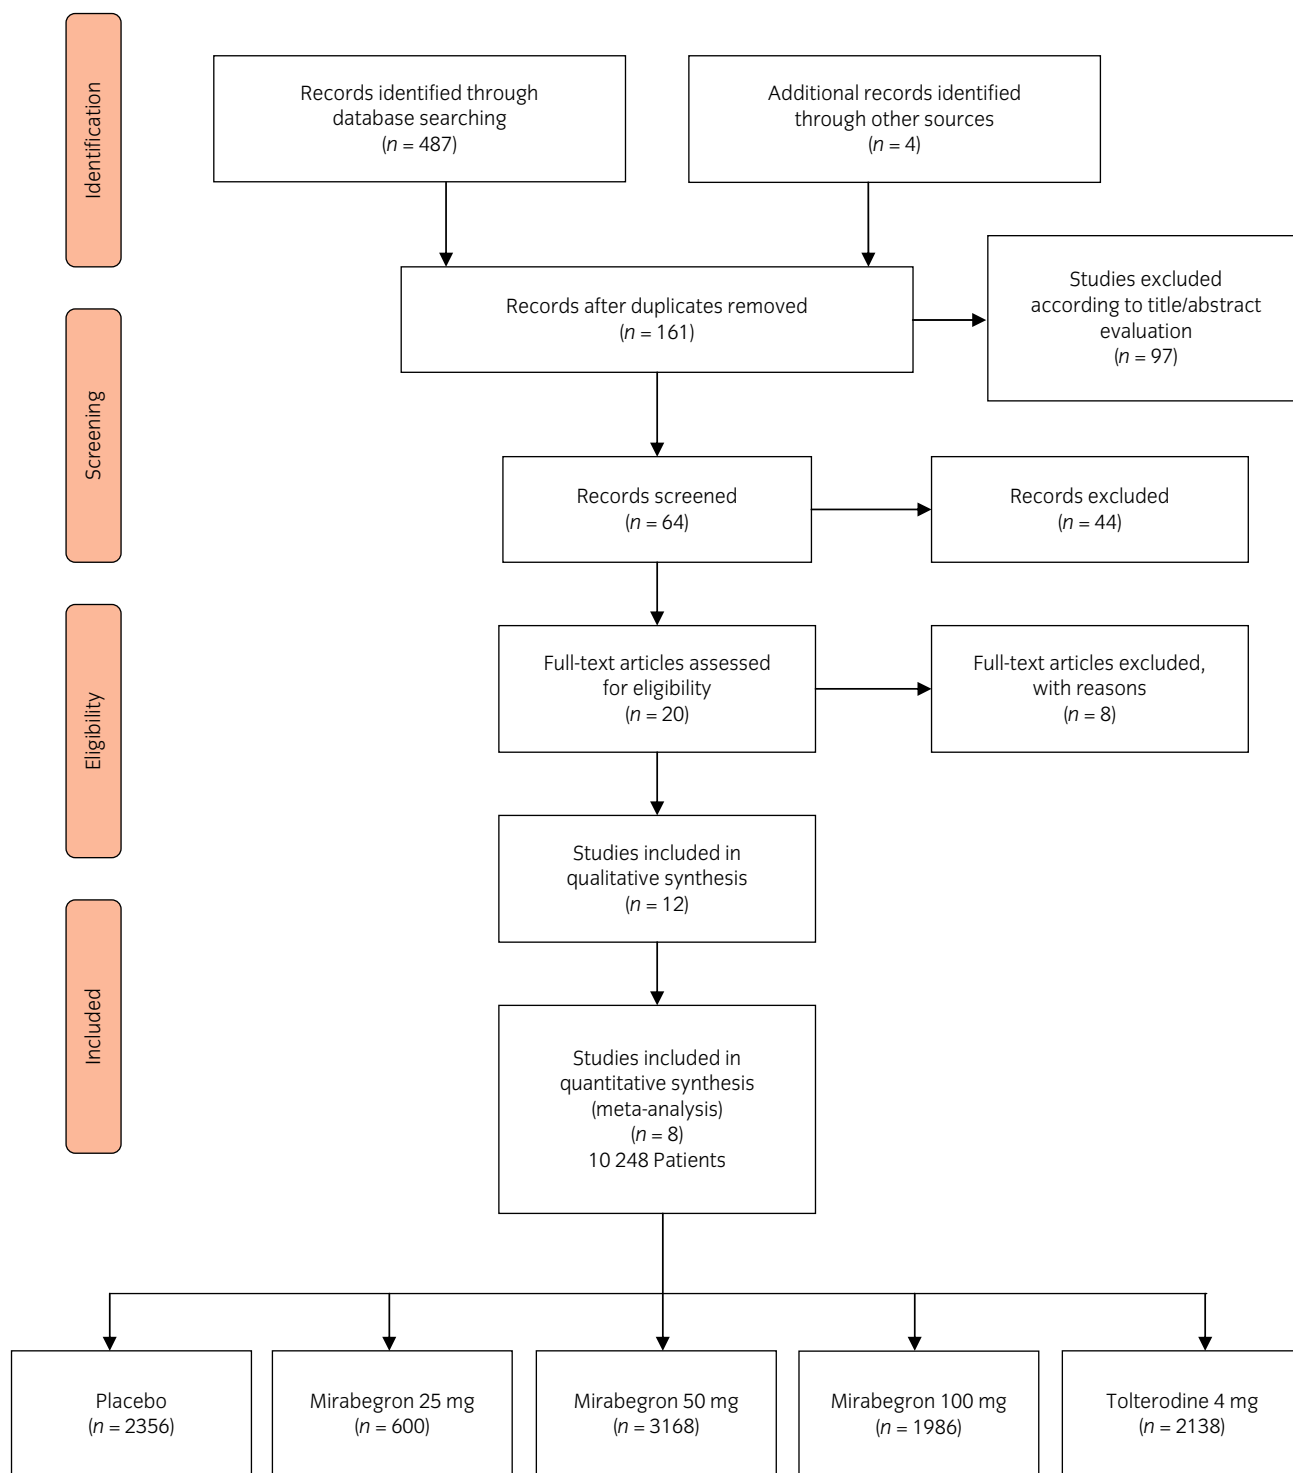 Identification
Records identified through
database searching
(n = 487)
Additional records identified
through other sources
(n = 4)
Records after duplicates removed
(n = 161)
Studies excluded
according to title/abstract
evaluation
(n = 97)
Screening
Records screened
(n = 64)
Records excluded
(n = 44)
Eligibility
Full-text articles assessed
for eligibility
(n = 20)
Full-text articles excluded,
with reasons
(n = 8)
Studies included in
qualitative synthesis
(n = 12)
Included
Studies included in
quantitative synthesis
(meta-analysis)
(n = 8)
10 248 Patients
Placebo
(n = 2356)
Mirabegron 25 mg
(n = 600)
Mirabegron 50 mg
(n = 3168)
Mirabegron 100 mg
(n = 1986)
Tolterodine 4 mg
(n = 2138)